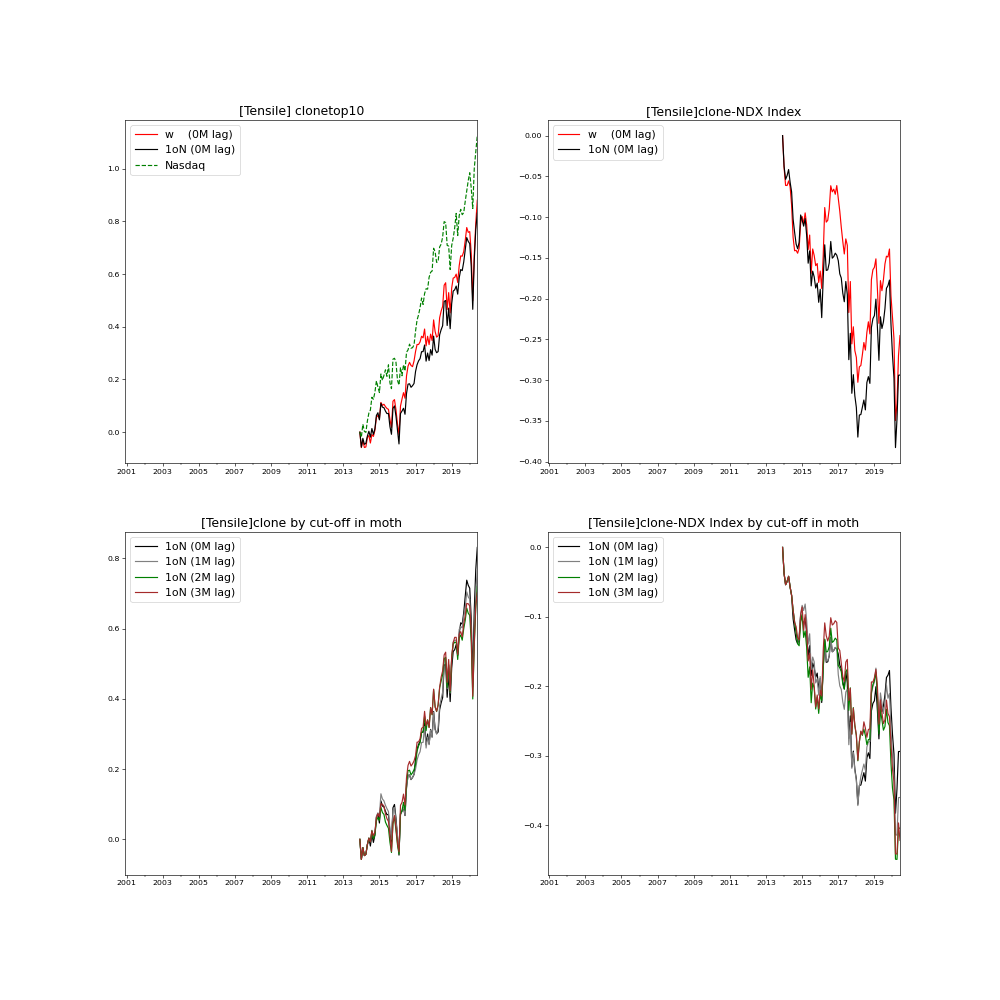 [Tensile] clonetop10
w (0M lag)
1oN (0M lag)
Nasdaq
1.0
0.8
0.6
0.4
0.2
0.0
2001 2003 2005 2007 2009 2011 2013 2015 2017 2019
[Tensile]clone-NDX Index
w (0M lag)
1oN (0M lag)
0.00
−0.05
−0.10
−0.15
−0.20
−0.25
−0.30
−0.35
−0.40
2001 2003 2005 2007 2009 2011 2013 2015 2017 2019
[Tensile]clone by cut-off in moth
1oN (0M lag)
1oN (1M lag)
1oN (2M lag)
1oN (3M lag)
0.8
0.6
0.4
0.2
0.0
2001 2003 2005 2007 2009 2011 2013 2015 2017 2019
[Tensile]clone-NDX Index by cut-off in moth
1oN (0M lag)
1oN (1M lag)
1oN (2M lag)
1oN (3M lag)
0.0
−0.1
−0.2
−0.3
−0.4
2001 2003 2005 2007 2009 2011 2013 2015 2017 2019